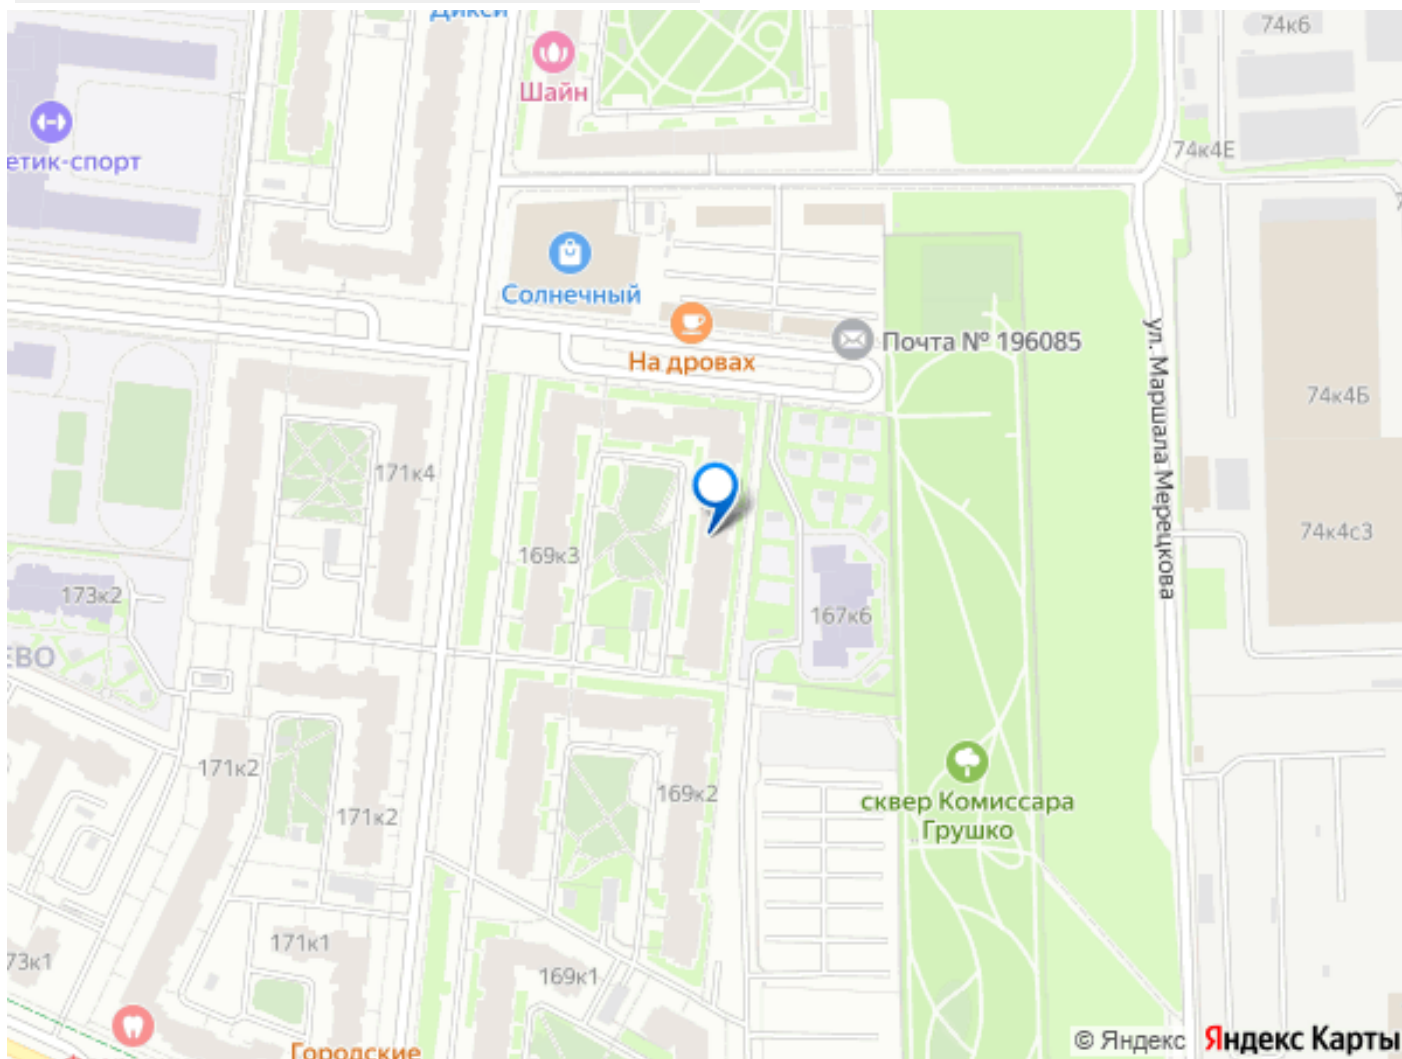 Дикси
74к6
Шайн
етик-спорт
74к4Е
Солнечный
На дровах
Почта № 196085
ул. Маршала Мерецкова
74к4Б
171к4
74к4с3
169к3
173к2
167к6
ЕВО
171к2
169к2
171к2
сквер Комиссара
Грушко
171к1
73к1
169к1
Городские
© Яндекс Яндекс Карты